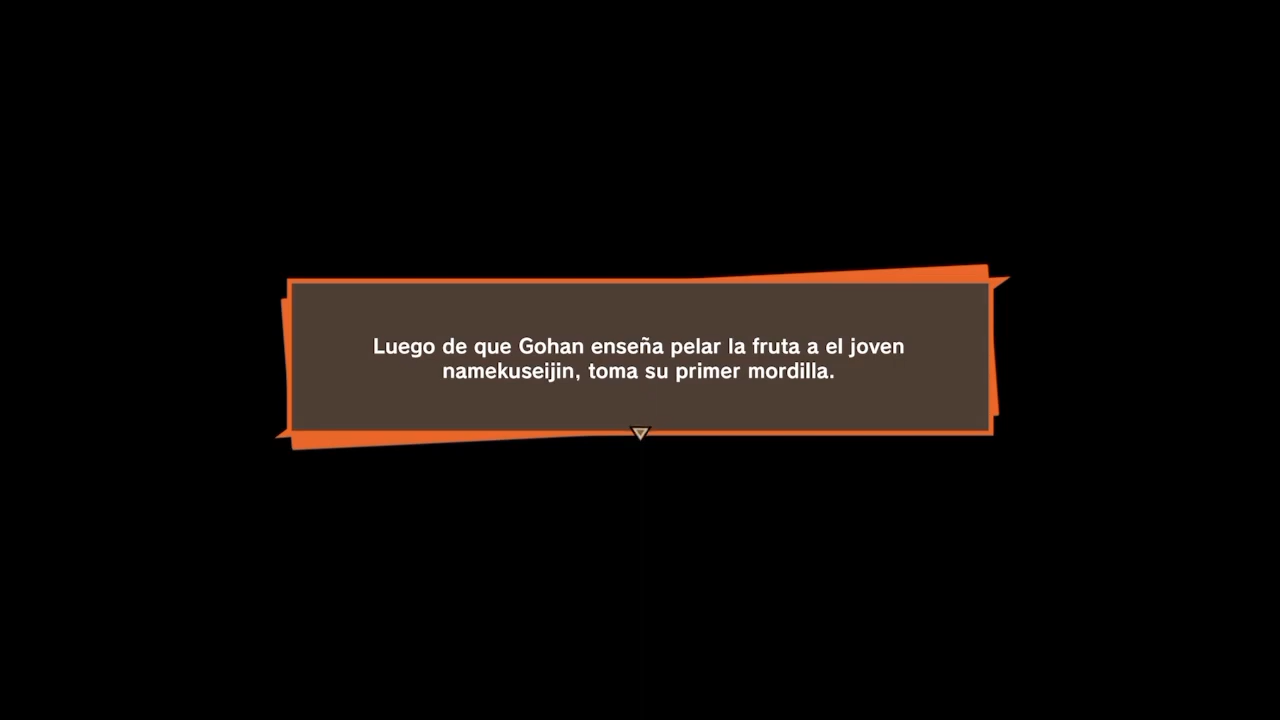 Luego de que Gohan enseña pelar la fruta a el joven
namekuseijin, toma su primer mordilla.